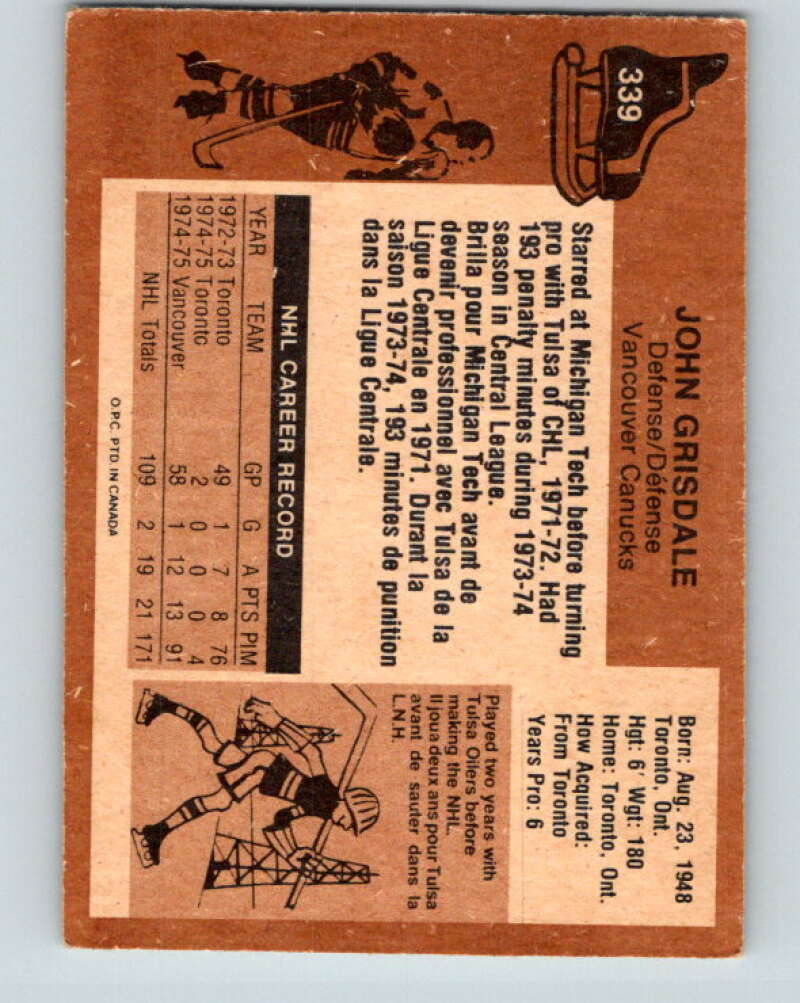 339
JOHN GRISDALE
Defense/Défense
Vancouver Canucks
Born: Aug. 23, 1948
Toronto, Ont.
Hgt: 6' Wgt: 180
Home: Toronto, Ont.
How Acquired:
From Toronto
Years Pro: 6
Starred at Michigan Tech before turning
pro with Tulsa of CHL, 1971-72. Had
193 penalty minutes during 1973-74
season in Central League.
Brilla pour Michigan Tech avant de
devenir professionnel avec Tulsa de la
Ligue Centrale en 1971. Durant la
saison 1973-74, 193 minutes de punition
dans la Ligue Centrale.
NHL CAREER RECORD
YEAR TEAM GP G A PTS PIM
1972-73 Toronto 49 1 7 8 76
1974-75 Toronto 2 0 0 0 4
1974-75 Vancouver 58 1 12 13 91
NHL Totals 109 2 19 21 171
Played two years with
Tulsa Oilers before
making the NHL.
Il joua deux ans pour Tulsa
avant de sauter dans la
L.N.H.
O.P.C. PTD. IN CANADA